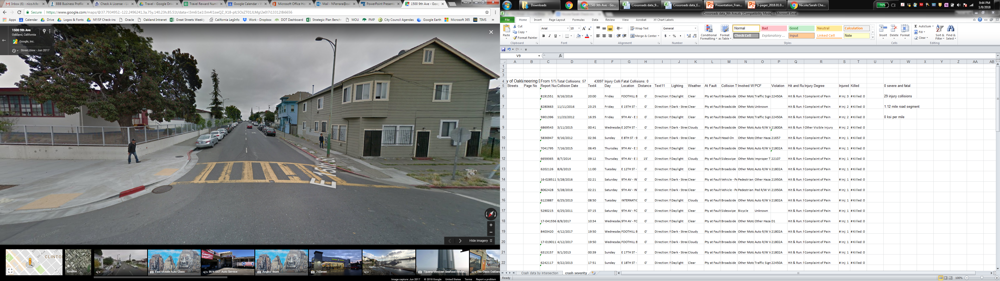 Inbox (6) - nico.h.fer
BBB Business Profile
Check A License - Li
Travel - Google Drive
Travel Reward Numb
Google Calendar - W
Microsoft Office Hom
Mail - NFerrara@oa
PowerPoint Presenta
1500 9th Ave - Goog
Nico
Secure
https://www.google.com/maps/@37.7934952,-122.2496241,3a,75y,140.23h,85.51t/data=!3m6!1e1!3m4!1swQZ_X18-plL5OsZT01JLMg!2e0!7i13312!8i6656
Apps Calendar Drive Logos & Fonts NF/SF Check-ins Oracle Oakland Intranet Great Streets Weekly California LegInfo Work - Dropbox DOT Dashboard Strategic Plan Bench MOU PMP City Council Agendas Google Earth Microsoft 365 TIMS
1500 9th Ave
Oakland, California
Google, Inc.
Street View - Jun 2017
E 15th St
Hide imagery
CLINTO
9th Ave
Satellite
Fast Mobile Auto Glass
IN N OUT Auto Service
Angkor thom
7-Eleven
Tijuana Mexican Seafood Restau...
Tea Oasis Oakland
Image capture: Jun 2017 © 2018 Google United States Terms Report a problem
Downloads
1500 9th Ave - Go...
Crossroads data_9...
Crossroads data_E...
Presentation_Fran...
3-pager_2018.01.0...
Nicole/Sarah Che...
76%
9:44 PM
1/8/2018
Crossroads data_9th Ave.xls [Compatibility Mode] - Microsoft Excel
File Home Insert Page Layout Formulas Data Review View Acrobat XY Chart Labels
Paste Cut Copy Format Painter Clipboard
Arial 10 Font
Wrap Text Merge & Center Alignment
General Number
Conditional Formatting Format as Table
Normal Bad Good Neutral Calculation
Check Cell Explanatory ... Input Linked Cell Note
Styles
Insert Delete Format Cells
AutoSum Fill Clear Sort & Filter Find & Select Editing
V9 fx
A B C D E F G H I J K L M N O P Q R S T U V W X Y Z AA AB
1
2
3
4 y of Oakla neering D From 1/1/ Total Collisions: 57 43097 Injury Colli Fatal Collisions: 0
5 Streets Page No Report Nu Collision Date Text4 Day Location Distance Text11 Lighting Weather At Fault Collision T Involved W PCF Violation Hit and Ru Injury Degree Injured Killed 0 severe and fatal
6 8191551 9/16/2016 20:00 Friday FOOTHILL B 0' Direction: N Daylight Clear Pty at Fault Broadside Other Moto Traffic Sign 22450A Hit & Run: Complaint of Pain # Inj: 3 # Killed: 0 29 injury collisions
7 8280663 11/11/2016 23:25 Friday E 15TH ST - 0' Direction: N Dark - Stree Clear Pty at Fault Broadside Other Moto Unknown Hit & Run: Complaint of Pain # Inj: 2 # Killed: 0 1.12 mile road segment
8 5901396 11/23/2012 16:35 Friday 9TH AV - E 1 0' Direction: N Daylight Clear Pty at Fault Broadside Other Moto Traffic Sign 22450A Hit & Run: Complaint of Pain # Inj: 2 # Killed: 0 0 ksi per mile
9 6869543 3/11/2015 00:41 Wednesday E 20TH ST - 0' Direction: N Dark - Stree Cloudy Pty at Fault Broadside Other Moto Auto R/W V 21800A Hit & Run: Other Visible Injury # Inj: 2 # Killed: 0
10 5836947 9/16/2012 02:36 Sunday E 8TH ST - 9 0' Direction: N Dark - Stree Clear Pty at Fault Head-On Other Moto Other Haza 21657 Hit & Run: Complaint of Pain # Inj: 1 # Killed: 0
11 7041795 7/16/2015 06:45 Thursday 9TH AV - E 1 0' Direction: N Daylight Clear Pty at Fault Broadside Other Moto Auto R/W V 21802A Hit & Run: Complaint of Pain # Inj: 1 # Killed: 0
12 6659365 8/7/2014 09:12 Thursday 9TH AV - E 1 15' Direction: N Daylight Cloudy Pty at Fault Sideswipe Other Moto Improper T 22107 Hit & Run: Complaint of Pain # Inj: 1 # Killed: 0
13 6202126 8/6/2013 11:00 Tuesday E 12TH ST - 0' Direction: N Daylight Clear Pty at Fault Broadside Other Moto Auto R/W V 21802A Hit & Run: Complaint of Pain # Inj: 1 # Killed: 0
14 16-028511 5/28/2016 02:21 Saturday 9TH AV - IN 0' Direction: N Dark - Stree Clear Pty at Fault Vehicle - Pe Pedestrian Other Haza 21950A Hit & Run: Complaint of Pain # Inj: 1 # Killed: 0
15 8062428 5/28/2016 02:21 Saturday 9TH AV - IN 0' Direction: N Dark - Stree Clear Pty at Fault Vehicle - Pe Pedestrian Ped R/W Vi 21950A Hit & Run: Complaint of Pain # Inj: 1 # Killed: 0
16 6123887 6/25/2013 08:50 Tuesday INTERNATIO 0' Direction: N Daylight Cloudy Pty at Fault Broadside Other Moto Auto R/W V 21802A Hit & Run: Complaint of Pain # Inj: 1 # Killed: 0
17 5290215 6/25/2011 07:15 Saturday 9TH AV - FO 0' Direction: N Daylight Clear Pty at Fault Sideswipe Bicycle Unknown Hit & Run: Complaint of Pain # Inj: 1 # Killed: 0
18 17-041556 8/9/2017 10:34 Wednesday 9TH AV - FO 0' Direction: N Daylight Clear Pty at Fault Broadside Other Moto Other Haza D1 Hit & Run: Complaint of Pain # Inj: 1 # Killed: 0
19 8403420 4/12/2017 19:50 Wednesday FOOTHILL B 0' Direction: N Dark - Stree Cloudy Pty at Fault Broadside Other Moto Auto R/W V 21802A Hit & Run: Complaint of Pain # Inj: 1 # Killed: 0
20 17-019011 4/12/2017 19:50 Wednesday FOOTHILL B 0' Direction: N Dark - Stree Cloudy Pty at Fault Broadside Other Moto Auto R/W V 21802A Hit & Run: Complaint of Pain # Inj: 1 # Killed: 0
21 6313157 9/1/2013 00:39 Sunday E 17TH ST - 0' Direction: N Dark - Stree Clear Pty at Fault Broadside Other Moto Auto R/W V 21802A Hit & Run: Complaint of Pain # Inj: 1 # Killed: 0
22 6242117 9/22/2013 17:51 Sunday E 18TH ST - 0' Direction: N Daylight Clear Pty at Fault Broadside Other Moto Traffic Sign 22450A Hit & Run: Complaint of Pain # Inj: 1 # Killed: 0
Crash data by intersection crash severity
Ready 100%